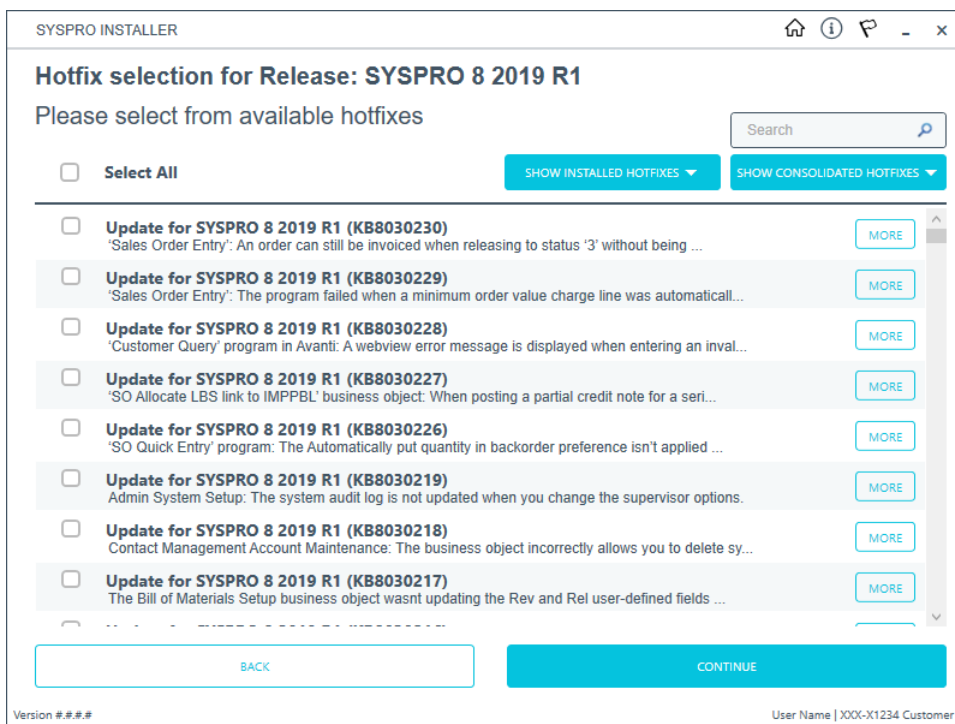 SYSPRO INSTALLER
Hotfix selection for Release: SYSPRO 8 2019 R1
Please select from available hotfixes
Search
Select All
SHOW INSTALLED HOTFIXES
SHOW CONSOLIDATED HOTFIXES
Update for SYSPRO 8 2019 R1 (KB8030230)
‘Sales Order Entry’: An order can still be invoiced when releasing to status ‘3’ without being ...
MORE
Update for SYSPRO 8 2019 R1 (KB8030229)
‘Sales Order Entry’: The program failed when a minimum order value charge line was automaticall...
MORE
Update for SYSPRO 8 2019 R1 (KB8030228)
‘Customer Query’ program in Avanti: A webview error message is displayed when entering an inval...
MORE
Update for SYSPRO 8 2019 R1 (KB8030227)
‘SO Allocate LBS link to IMPPBL’ business object: When posting a partial credit note for a seri...
MORE
Update for SYSPRO 8 2019 R1 (KB8030226)
‘SO Quick Entry’ program: The Automatically put quantity in backorder preference isn’t applied ...
MORE
Update for SYSPRO 8 2019 R1 (KB8030219)
Admin System Setup: The system audit log is not updated when you change the supervisor options.
MORE
Update for SYSPRO 8 2019 R1 (KB8030218)
Contact Management Account Maintenance: The business object incorrectly allows you to delete sy...
MORE
Update for SYSPRO 8 2019 R1 (KB8030217)
The Bill of Materials Setup business object wasnt updating the Rev and Rel user-defined fields ...
MORE
BACK
CONTINUE
Version #.#.#.#
User Name | XXX-X1234 Customer